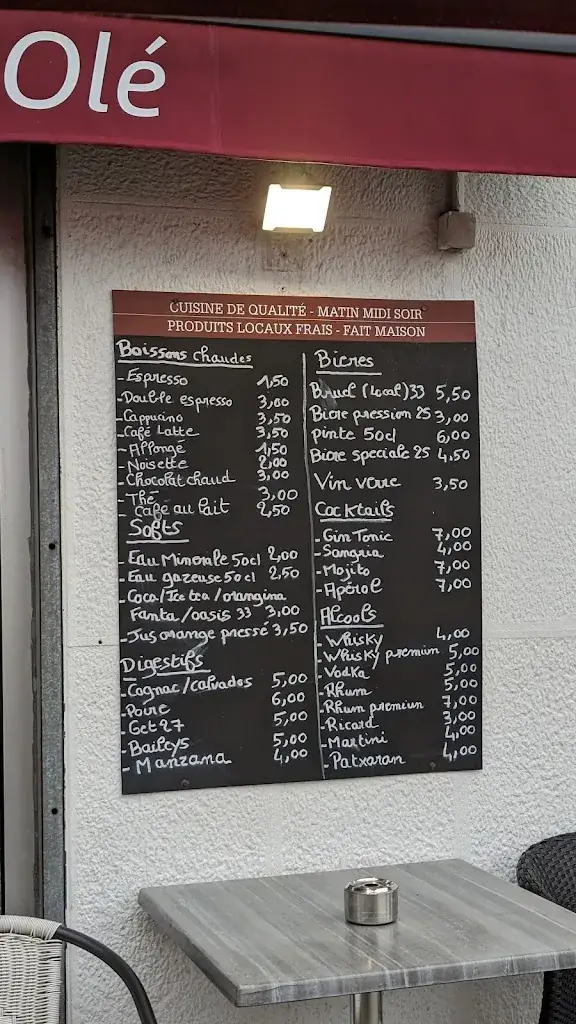 Olé
CUISINE DE QUALITÉ - MATIN MIDI SOIR
PRODUITS LOCAUX FRAIS - FAIT MAISON
Boissons chaudes
- Espresso 1,50
- Double espresso 3,00
- Cappucino 3,50
- Café Latte 3,50
- Allongé 1,50
- Noisette 2,00
- Chocolat chaud 3,00
- Thé 3,00
- Café au lait 2,50
Softs
- Eau Minerale 50cl 2,00
- Eau gazeuse 50cl 2,50
- Coca/Ice tea/orangina
Fanta/oasis 33 3,00
- Jus orange pressé 3,50
Digestifs
- Cognac/calvados 5,00
- Poire 6,00
- Get 27 5,00
- Baileys 5,00
- Manzana 4,00
Bieres
(Local) 33 5,50
Biere pression 25 3,00
pinte 50cl 6,00
Biere speciale 25 4,50
Vin verre 3,50
Cocktails
- Gin Tonic 7,00
- Sangria 4,00
- Mojito 7,00
- Apérol 7,00
Alcools
- Whisky 4,00
- Whisky premium 5,00
- Vodka 5,00
- Rhum 5,00
- Rhum premium 7,00
- Ricard 3,00
- Martini 4,00
- Patxaran 4,00